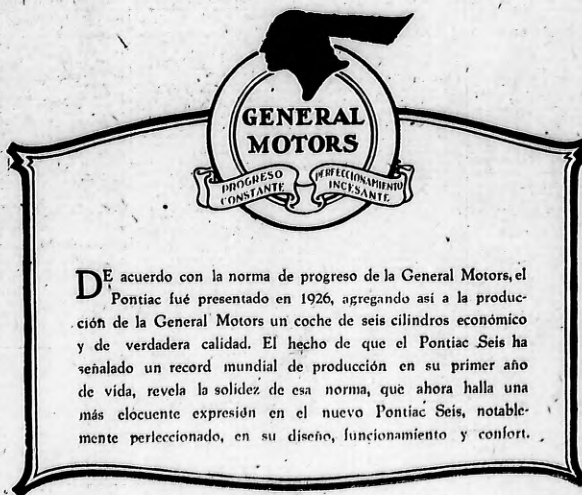 GENERAL
MOTORS
PROGRESO
CONSTANTE
PERFECCIONAMIENTO
INCESANTE
DE acuerdo con la norma de progreso de la General Motors, el
Pontiac fué presentado en 1926, agregando asi a la produc-
ción de la General Motors un coche de seis cilindros económico
y de verdadera calidad. El hecho de que el Pontiac Seis ha
señalado un record mundial de producción en su primer año
de vida, revela la solidez de esa norma, que ahora halla una
más elocuente expresión en el nuevo Pontiac Seis, notable-
mente perfeccionado, en su diseño, funcionamiento y confort.